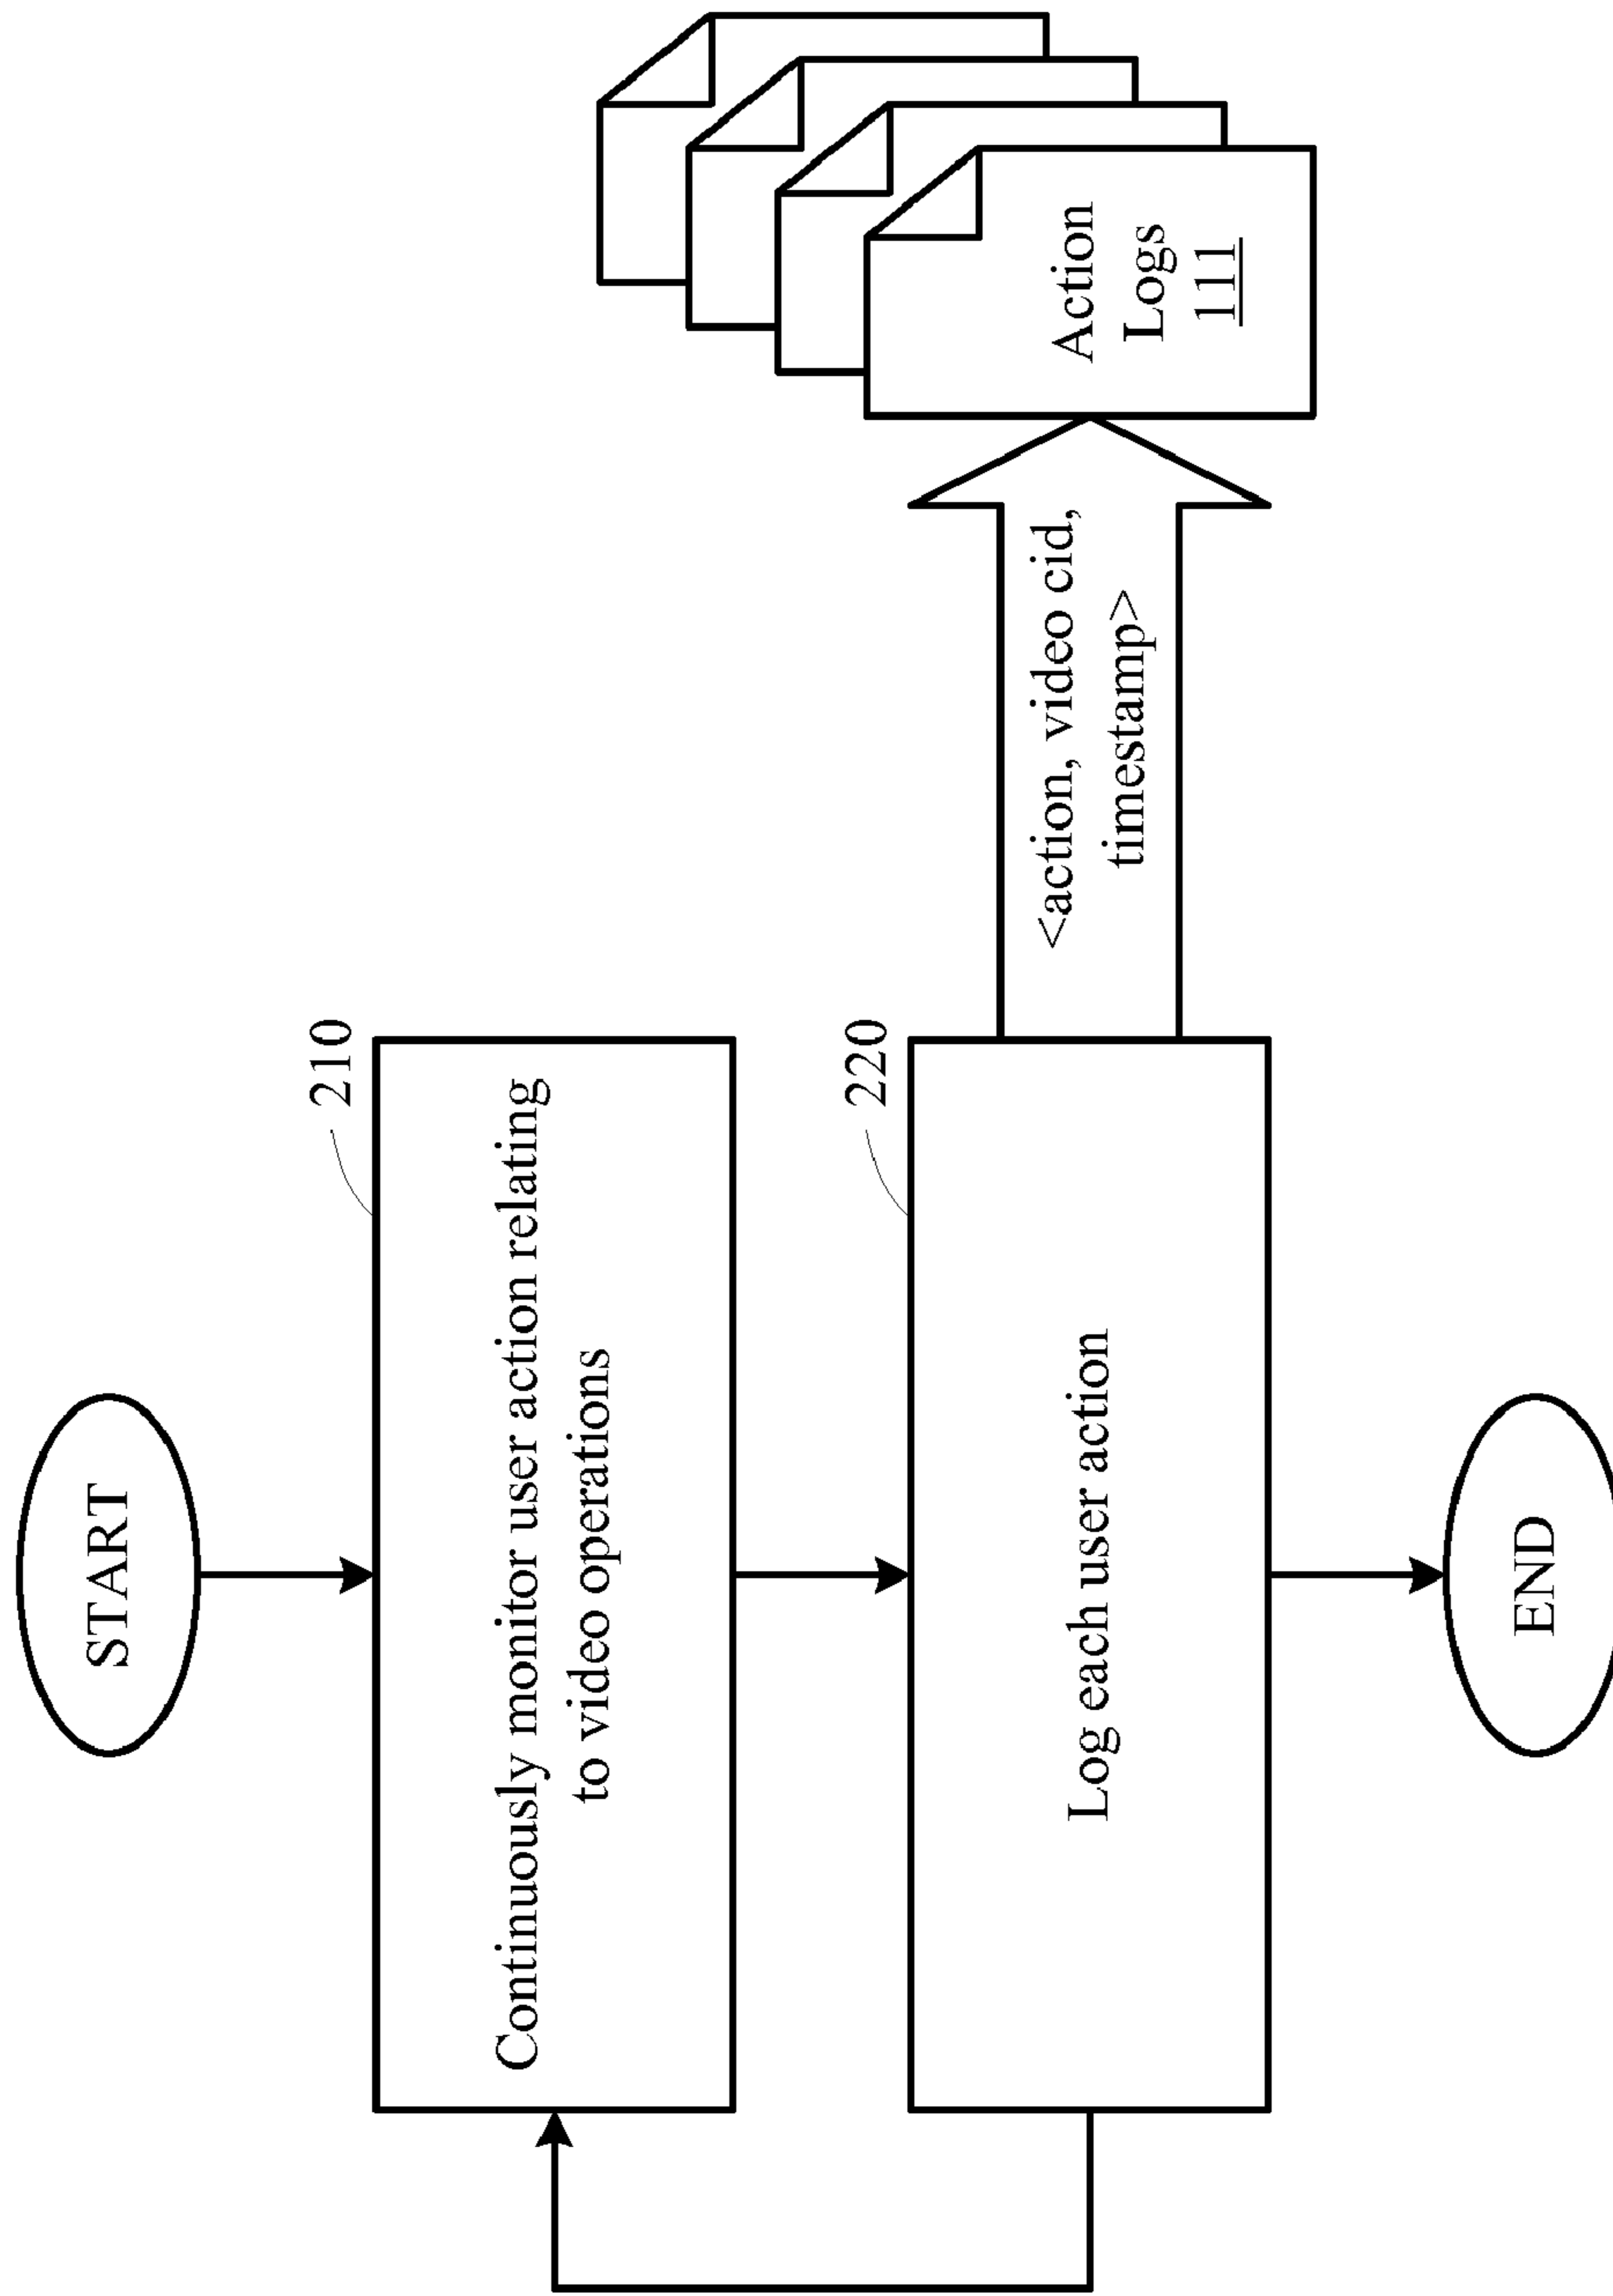 START
210
Continuously monitor user action relating
to video operations
220
Log each user action
<action, video cid,
timestamp>
Action
Logs
111
END